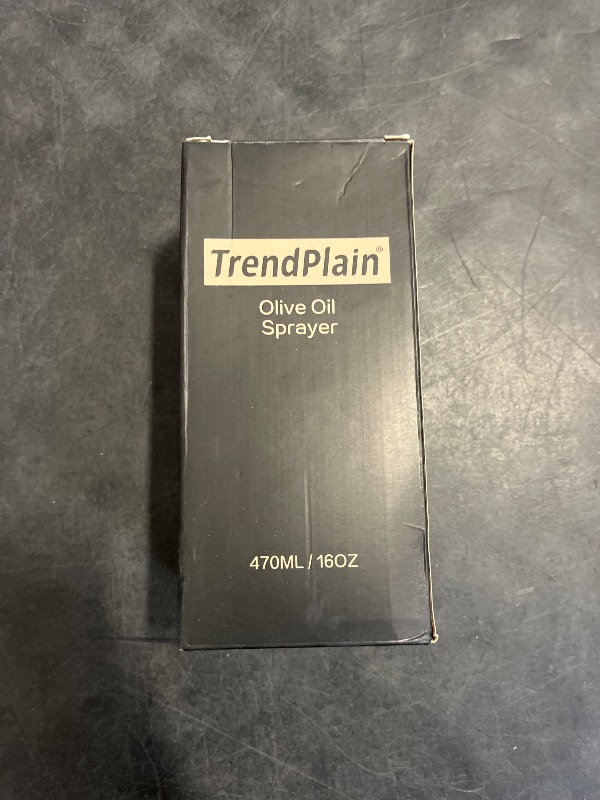 TrendPlain®
Olive Oil
Sprayer
470ML / 16OZ